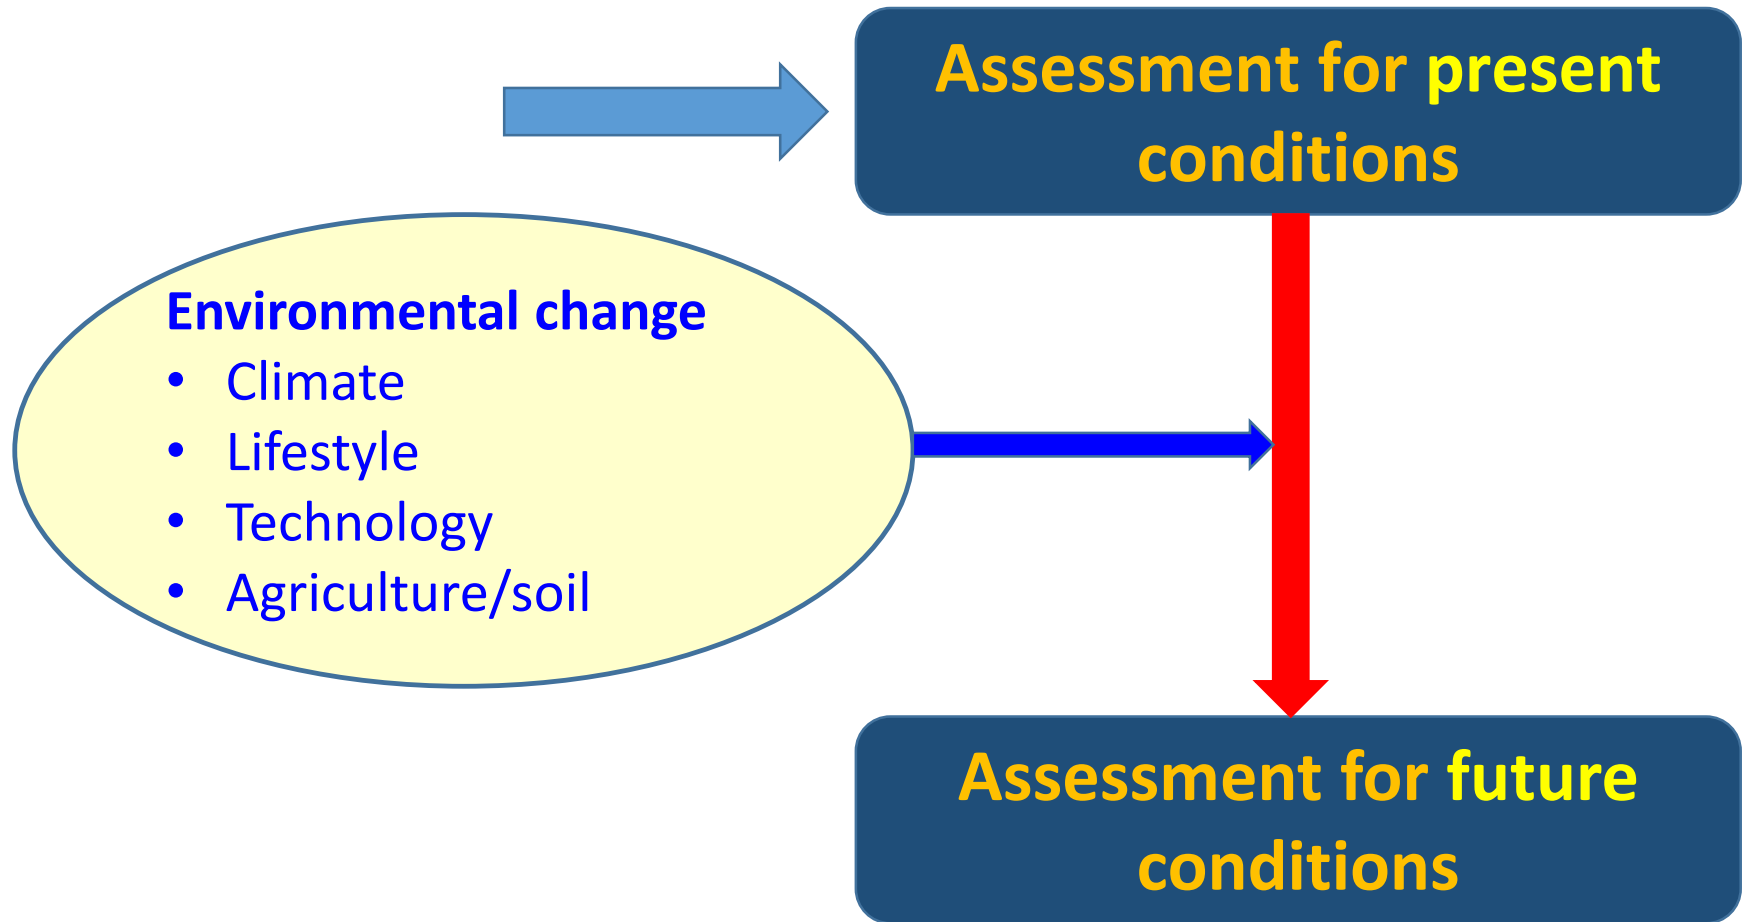 Assessment for present
conditions
Environmental change
• Climate
• Lifestyle
• Technology
• Agriculture/soil
Assessment for future
conditions